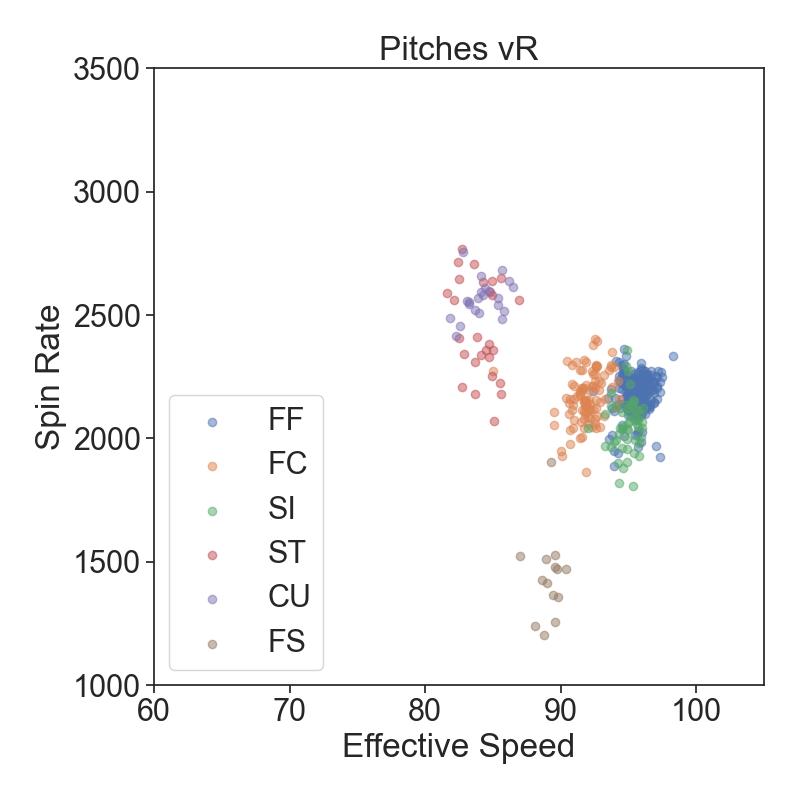 Pitches vR
3500
3000
2500
2000
1500
1000
Spin Rate
FF
FC
SI
ST
CU
FS
60 70 80 90 100
Effective Speed